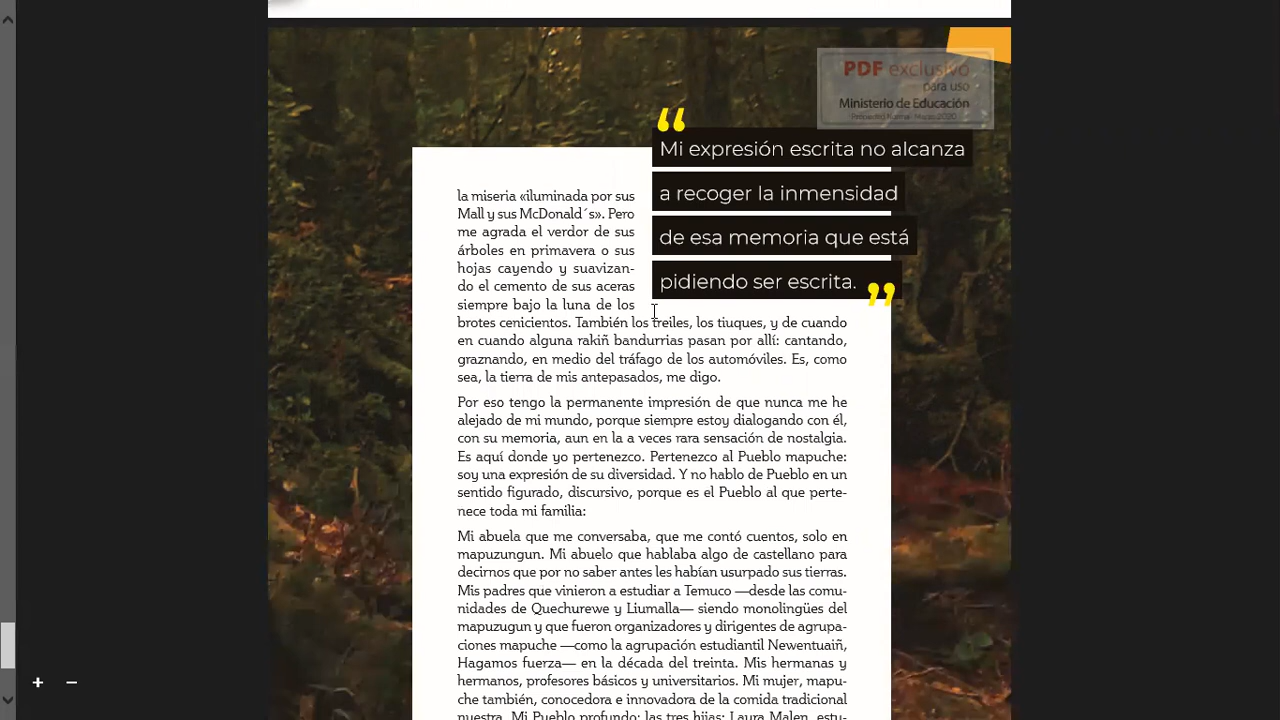 PDF exclusivo
para uso
Ministerio de Educación
“
Mi expresión escrita no alcanza
a recoger la inmensidad
de esa memoria que está
pidiendo ser escrita.
”
la miseria «iluminada por sus
Mall y sus McDonald´s». Pero
me agrada el verdor de sus
árboles en primavera o sus
hojas cayendo y suavizan-
do el cemento de sus aceras
siempre bajo la luna de los
brotes cenicientos. También los treiles, los tiuques, y de cuando
en cuando alguna rakiñ bandurrias pasan por allí: cantando,
graznando, en medio del tráfago de los automóviles. Es, como
sea, la tierra de mis antepasados, me digo.
Por eso tengo la permanente impresión de que nunca me he
alejado de mi mundo, porque siempre estoy dialogando con él,
con su memoria, aun en la a veces rara sensación de nostalgia.
Es aquí donde yo pertenezco. Pertenezco al Pueblo mapuche:
soy una expresión de su diversidad. Y no hablo de Pueblo en un
sentido figurado, discursivo, porque es el Pueblo al que perte-
nece toda mi familia:
Mi abuela que me conversaba, que me contó cuentos, solo en
mapuzungun. Mi abuelo que hablaba algo de castellano para
decirnos que por no saber antes les habían usurpado sus tierras.
Mis padres que vinieron a estudiar a Temuco —desde las comu-
nidades de Quechurewe y Liumalla— siendo monolingües del
mapuzugun y que fueron organizadores y dirigentes de agrupa-
ciones mapuche —como la agrupación estudiantil Newentuaiñ,
Hagamos fuerza— en la década del treinta. Mis hermanas y
hermanos, profesores básicos y universitarios. Mi mujer, mapu-
che también, conocedora e innovadora de la comida tradicional
nuestra. Mi Pueblo profundo: las tres hijas: Laura Malen, estu-